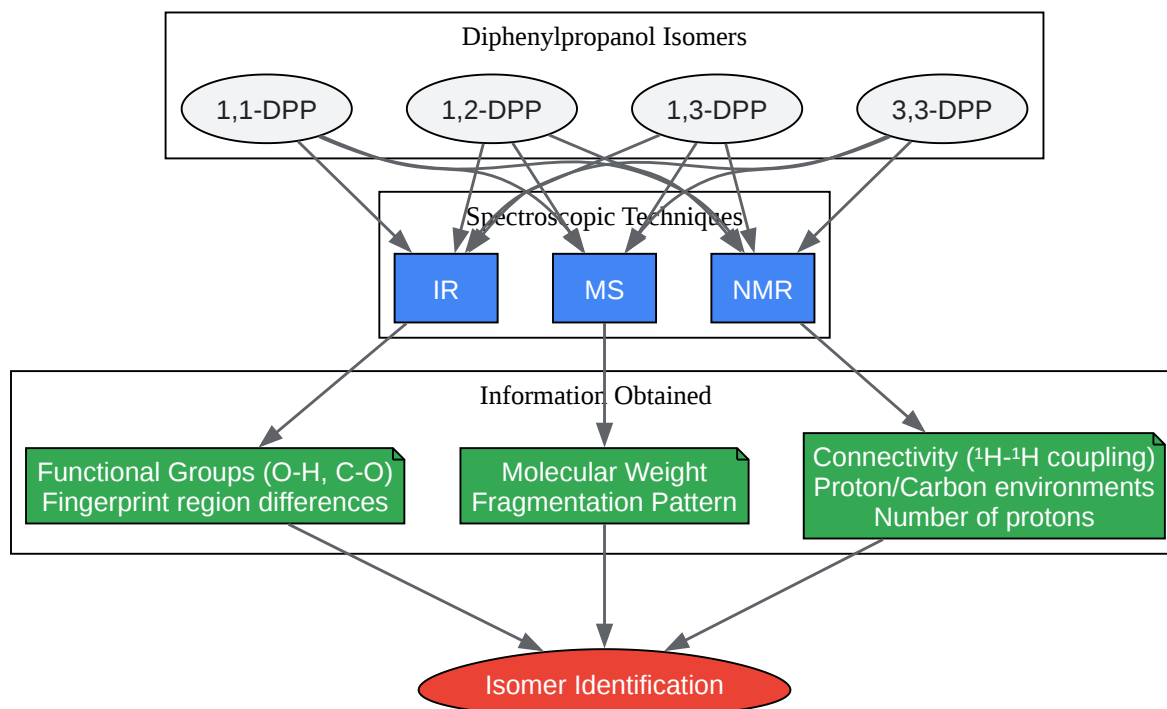 Diphenylpropanol Isomers
1,1-DPP
1,2-DPP
1,3-DPP
3,3-DPP
Spectroscopic Techniques
IR
MS
NMR
Information Obtained
Functional Groups (O-H, C-O)
Fingerprint region differences
Molecular Weight
Fragmentation Pattern
Connectivity (¹H-¹H coupling)
Proton/Carbon environments
Number of protons
Isomer Identification